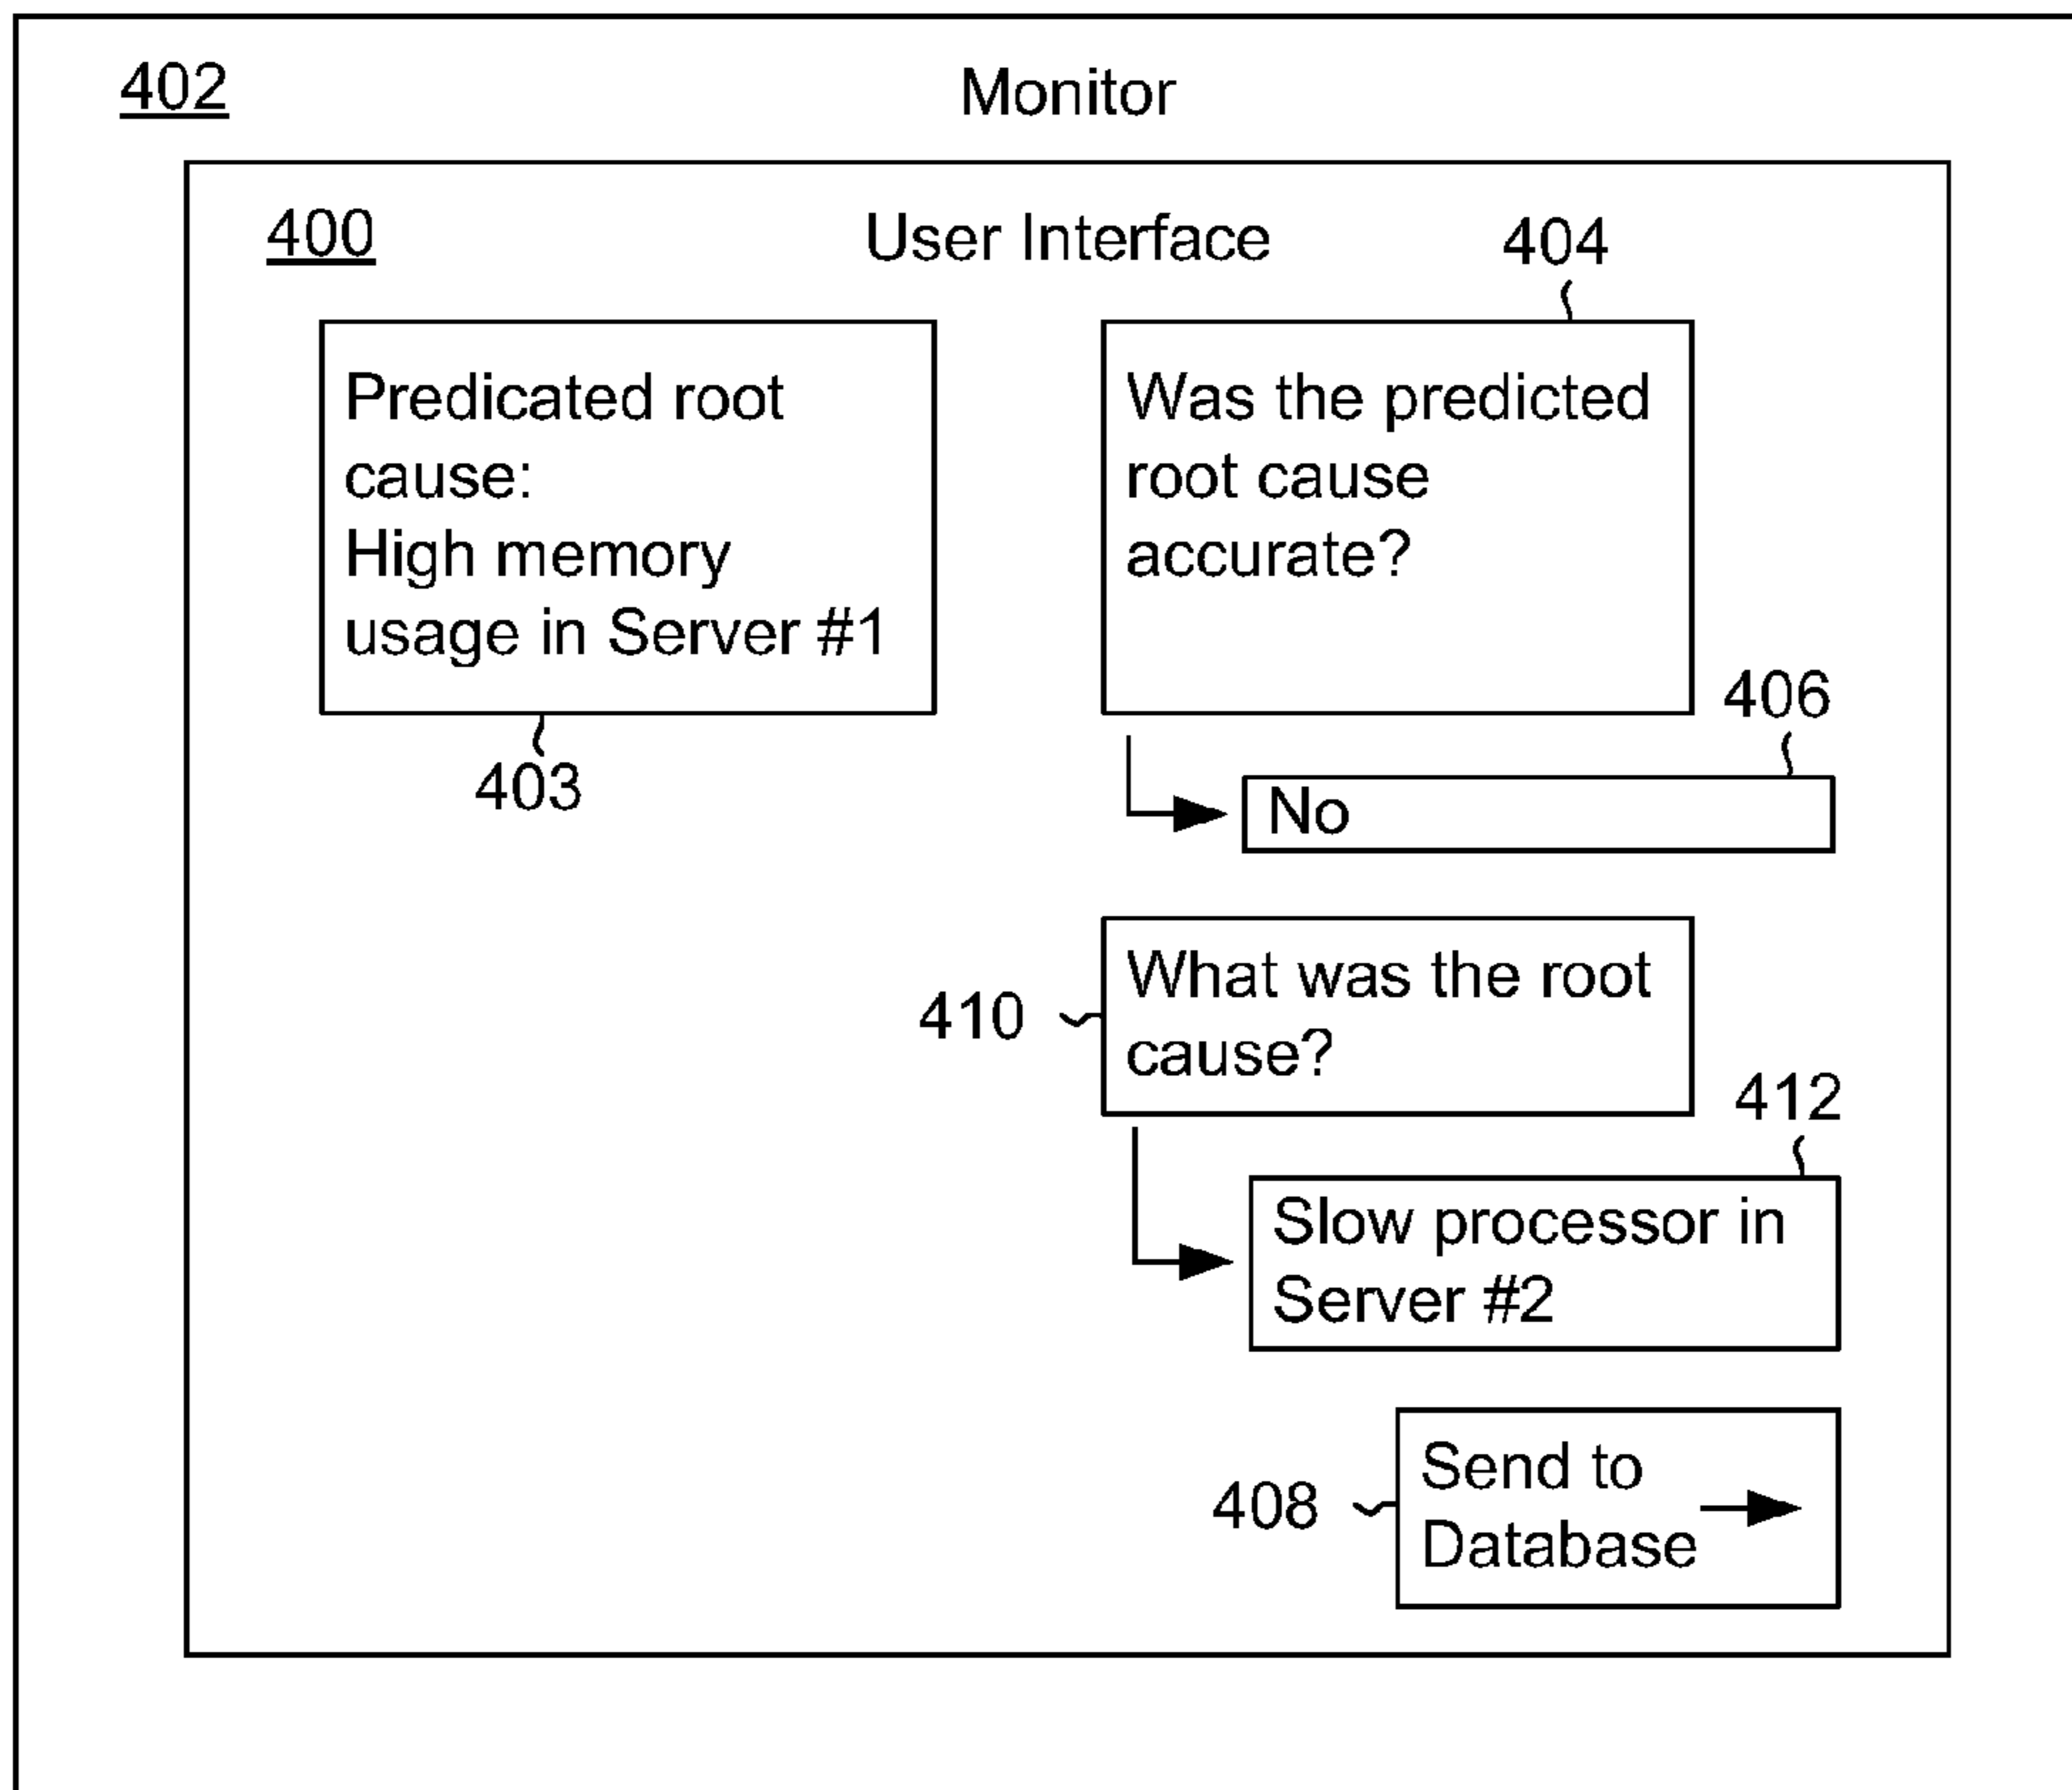 402
Monitor
400
User Interface
404
Predicated root
cause:
High memory
usage in Server #1
403
Was the predicted
root cause
accurate?
406
No
410
What was the root
cause?
412
Slow processor in
Server #2
408
Send to
Database